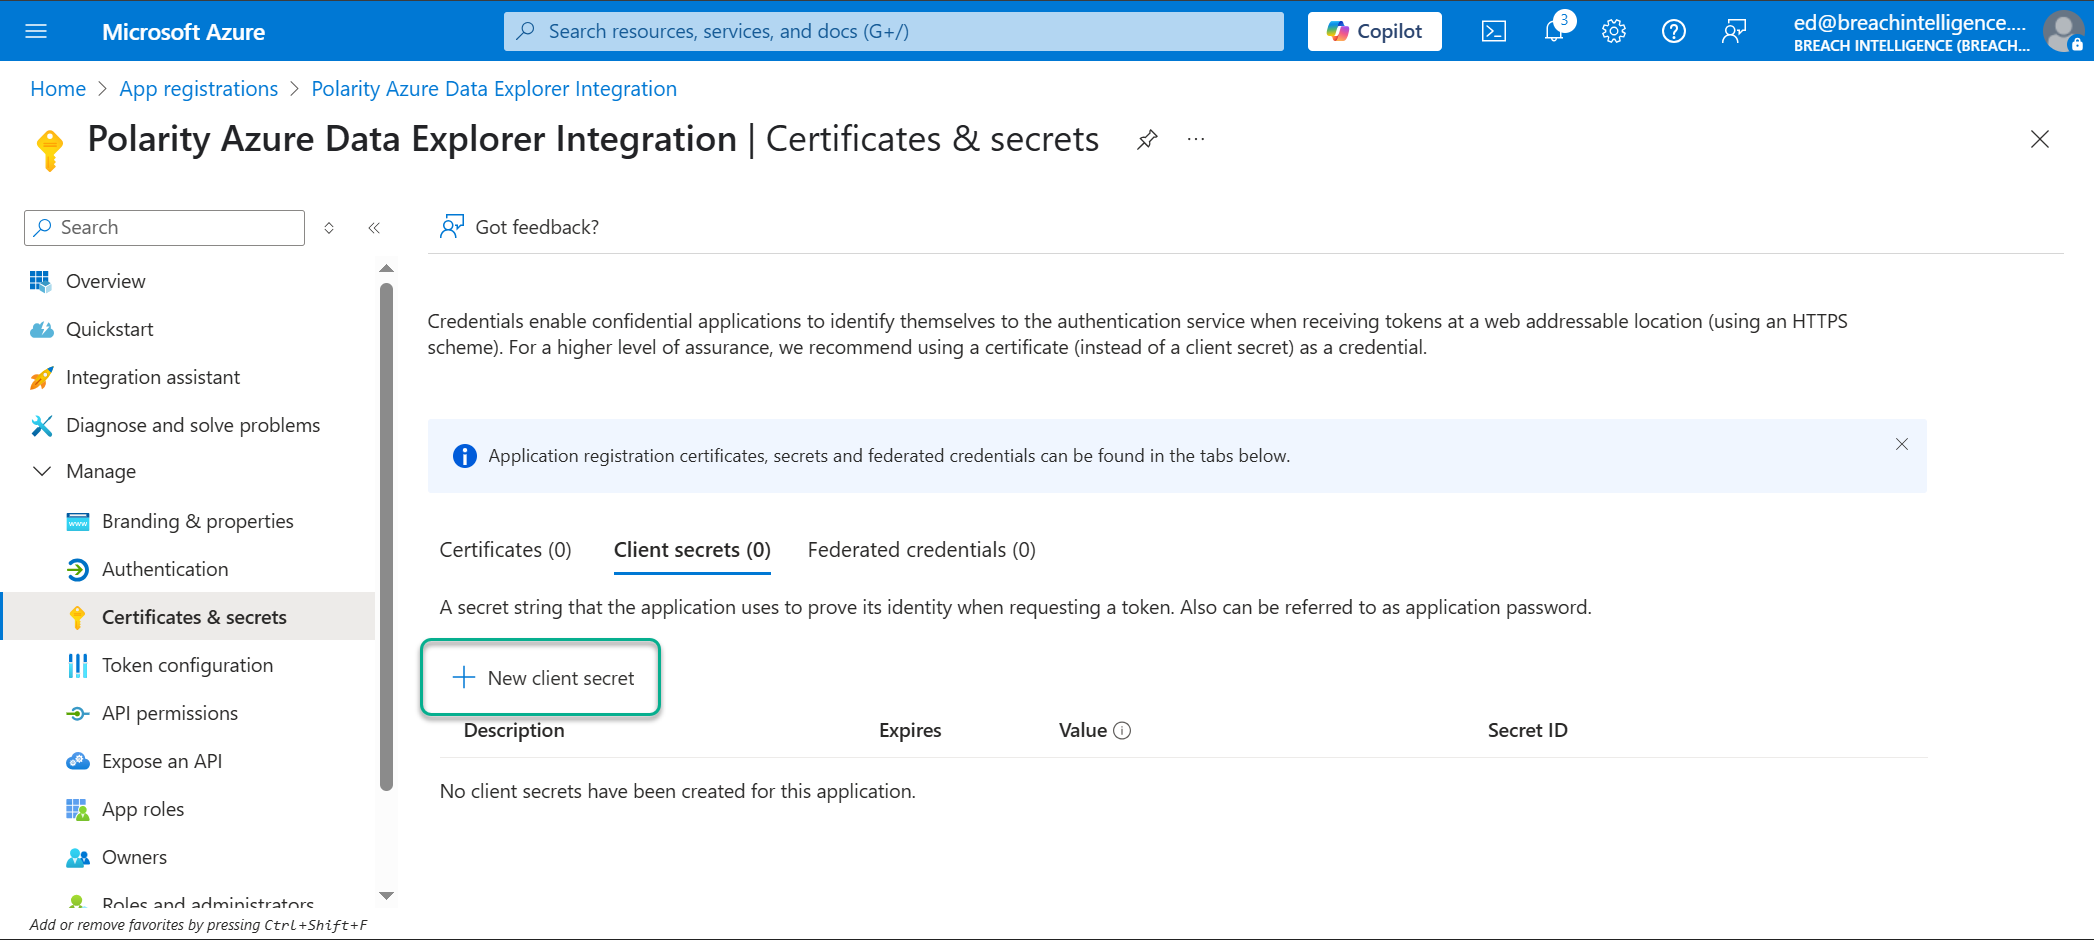 Microsoft Azure
Search resources, services, and docs (G+/)
Copilot
3
ed@breachintelligence....
BREACH INTELLIGENCE (BREACH...
Home > App registrations > Polarity Azure Data Explorer Integration
Polarity Azure Data Explorer Integration | Certificates & secrets
Search
Got feedback?
Overview
Quickstart
Integration assistant
Diagnose and solve problems
Manage
Branding & properties
Authentication
Certificates & secrets
Token configuration
API permissions
Expose an API
App roles
Owners
Roles and administrators
Add or remove favorites by pressing Ctrl+Shift+F
Credentials enable confidential applications to identify themselves to the authentication service when receiving tokens at a web addressable location (using an HTTPS
scheme). For a higher level of assurance, we recommend using a certificate (instead of a client secret) as a credential.
Application registration certificates, secrets and federated credentials can be found in the tabs below.
Certificates (0) Client secrets (0) Federated credentials (0)
A secret string that the application uses to prove its identity when requesting a token. Also can be referred to as application password.
New client secret
Description Expires Value Secret ID
No client secrets have been created for this application.